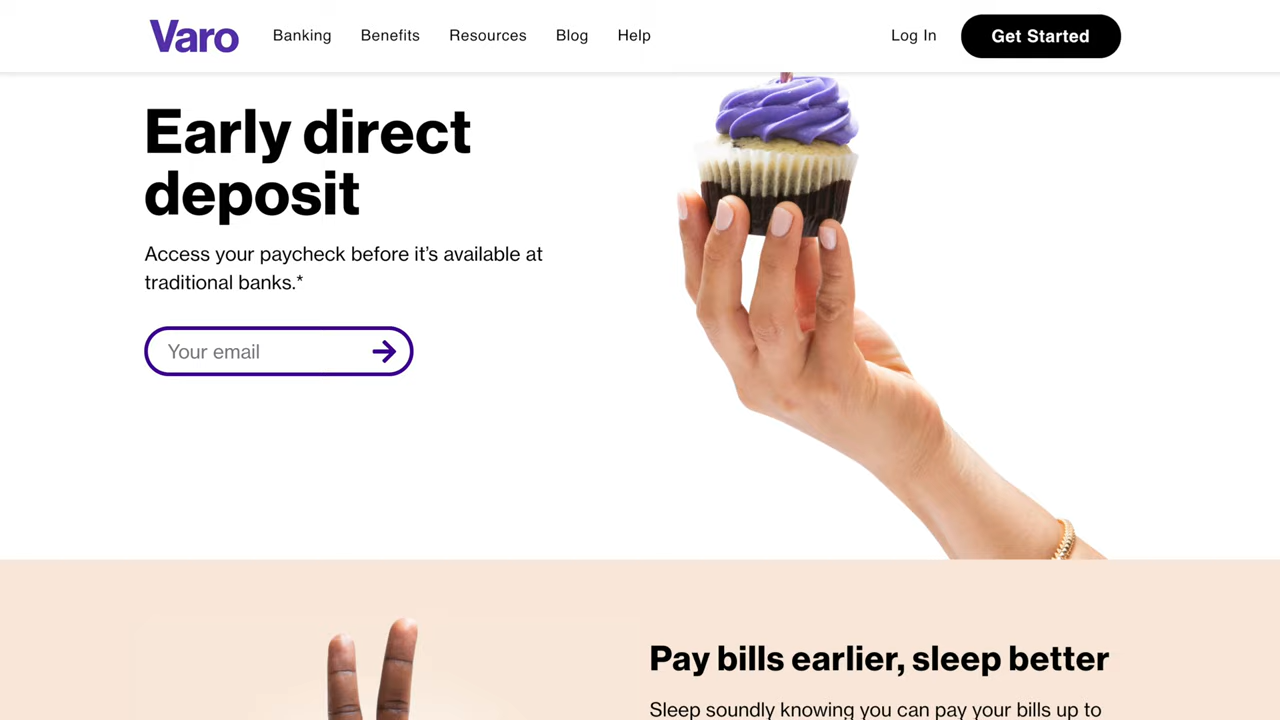 Varo
Banking
Benefits
Resources
Blog
Help
Log In
Get Started
Early direct
deposit
Access your paycheck before it’s available at
traditional banks.*
Your email
Pay bills earlier, sleep better
Sleep soundly knowing you can pay your bills up to